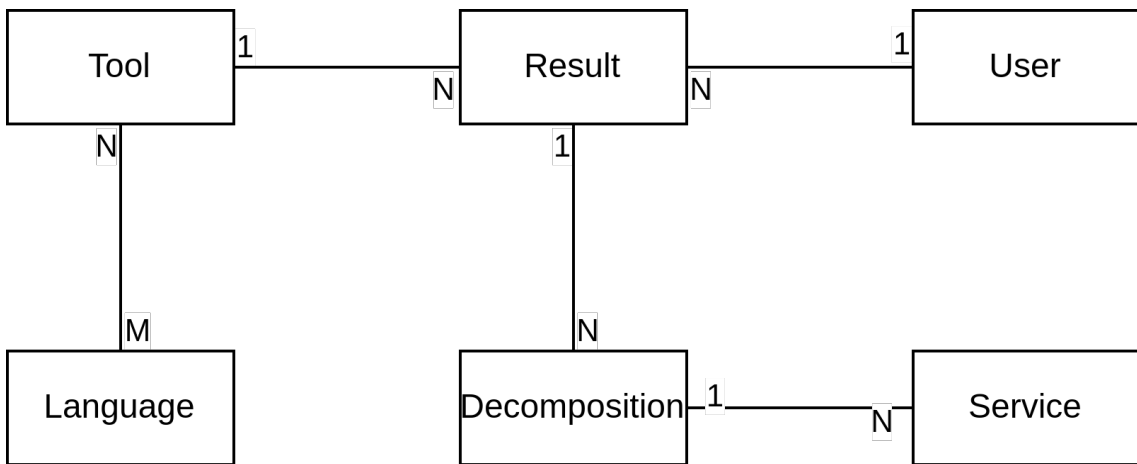 Tool
1
N
Result
N
1
User
N
1
M
N
Language
Decomposition
1
N
Service